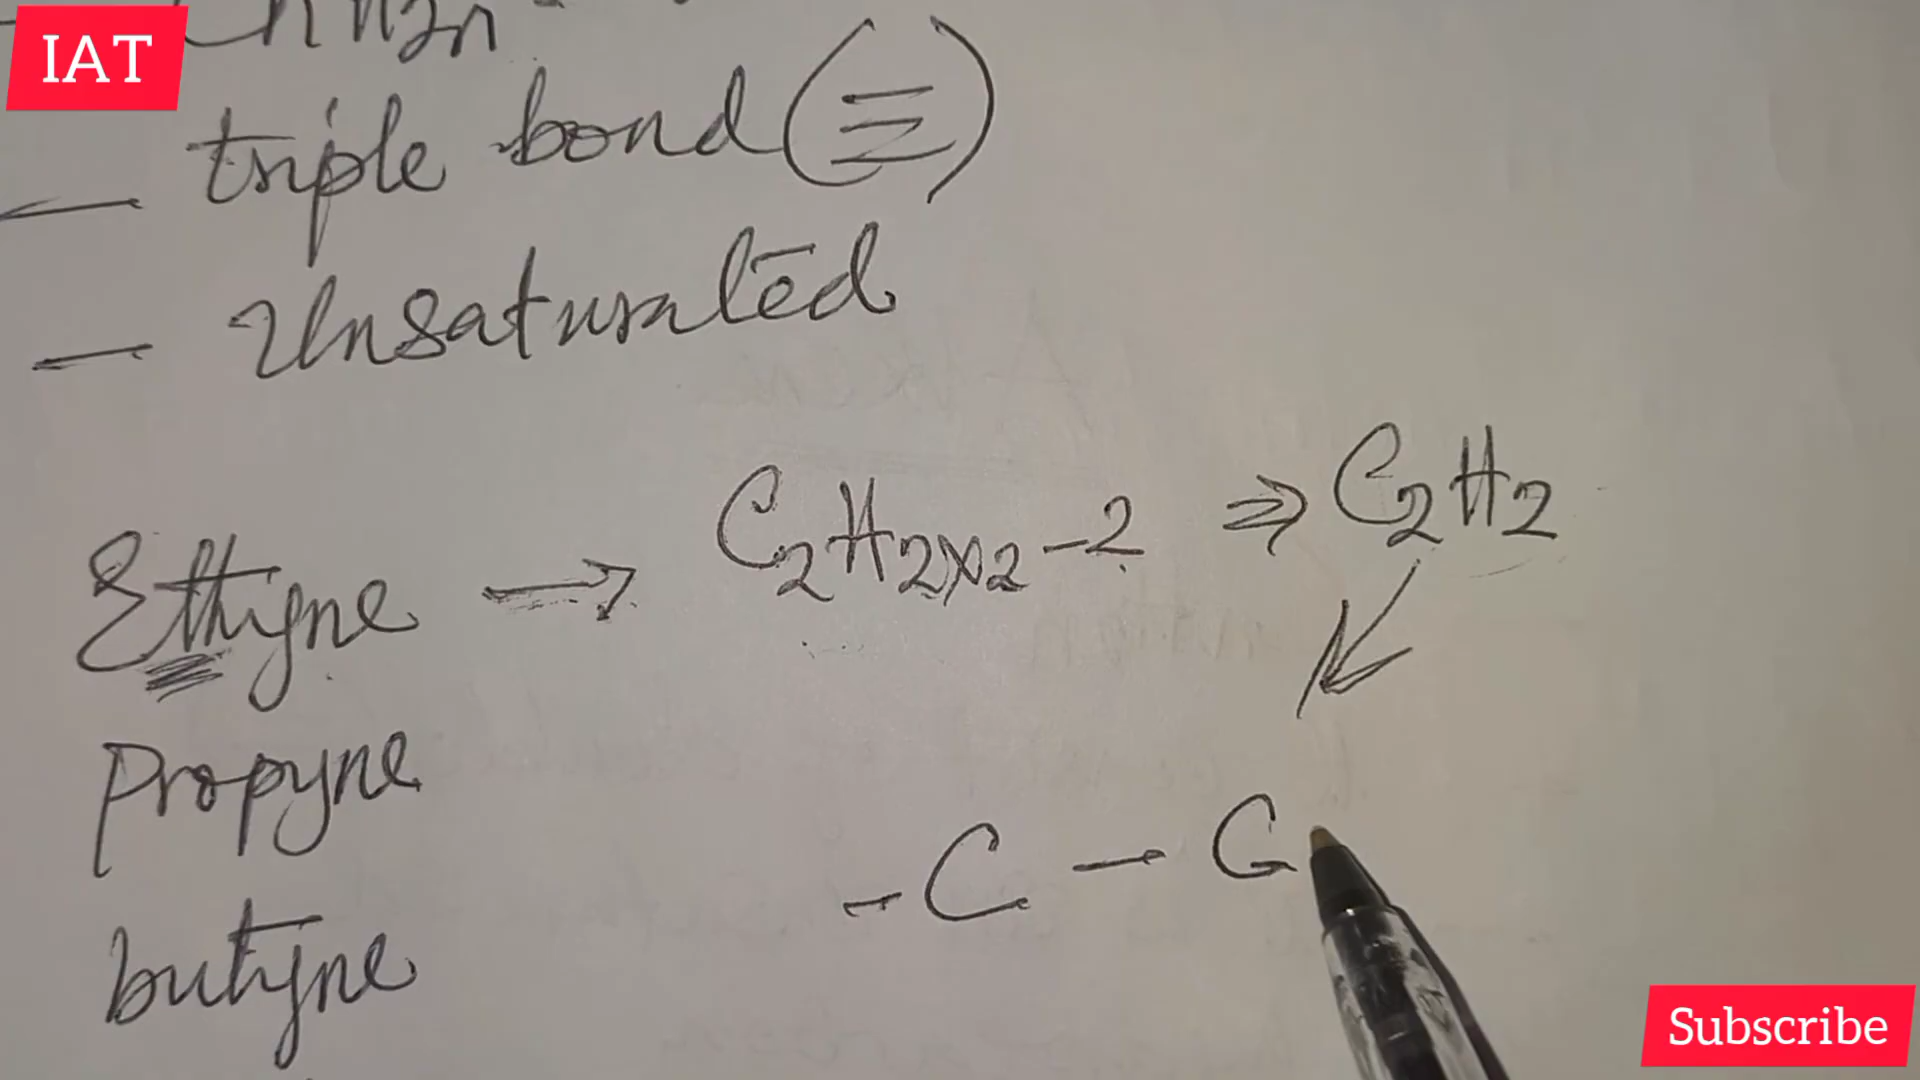 IAT
— triple bond (≡)
— Unsaturated
Ethyne → C₂H₂ₓ₂₋₂ ⇒ C₂H₂
Propyne
- C - C
butyne
Subscribe